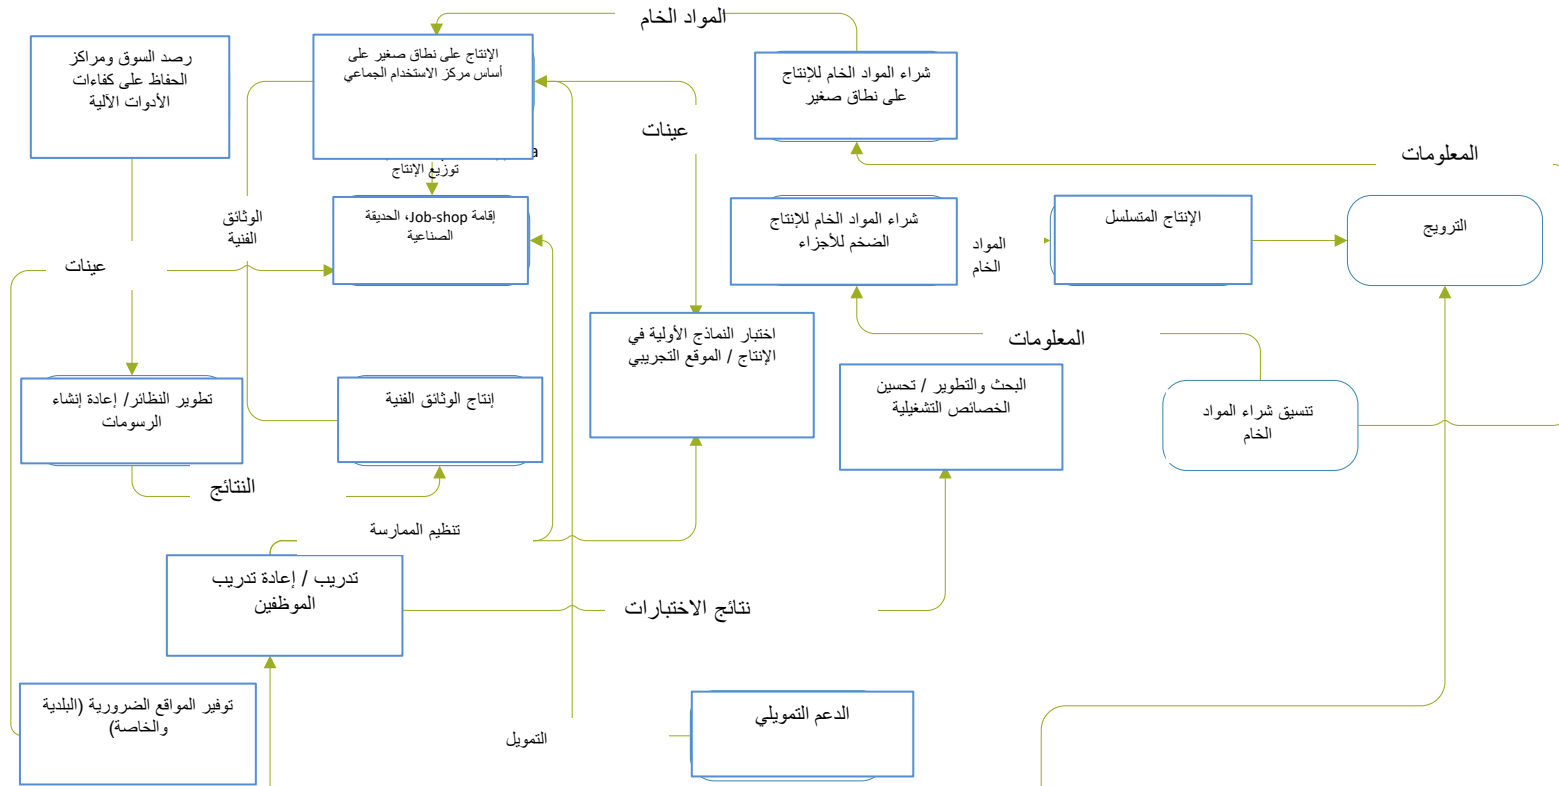 المواد الخام
رصد السوق ومراكز
الحفاظ على كفاءات
الأدوات الآلية
الإنتاج على نطاق صغير على
أساس مركز الاستخدام الجماعي
شراء المواد الخام للإنتاج
على نطاق صغير
عينات
المعلومات
توزيع الإنتاج
إقامة Job-shop، الحديقة
الصناعية
الوثائق
الفنية
شراء المواد الخام للإنتاج
الضخم للأجزاء
المواد
الخام
الإنتاج المتسلسل
الترويج
عينات
اختبار النماذج الأولية في
الإنتاج / الموقع التجريبي
المعلومات
تطوير النظائر/ إعادة إنشاء
الرسومات
إنتاج الوثائق الفنية
البحث والتطوير / تحسين
الخصائص التشغيلية
تنسيق شراء المواد
الخام
النتائج
تنظيم الممارسة
تدريب / إعادة تدريب
الموظفين
نتائج الاختبارات
توفير المواقع الضرورية (البلدية
والخاصة)
الدعم التمويلي
التمويل